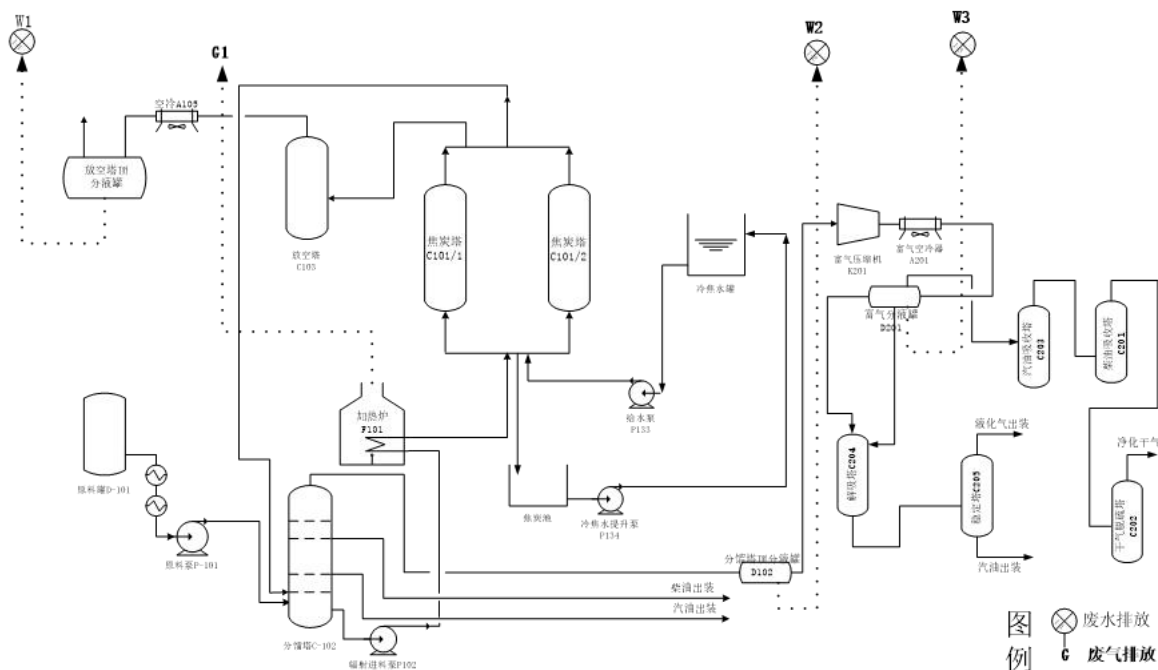 W1
G1
W2
W3
空冷A105
放空塔顶
分液罐
放空塔
C103
焦炭塔
C101/1
焦炭塔
C101/2
冷焦水罐
富气压缩机
K201
富气空冷器
A201
富气分液罐
D201
汽油吸收塔
C203
柴油吸收塔
C201
加热炉
F101
给水泵
P133
原料罐D-101
原料泵P-101
焦炭池
冷焦水提升泵
P134
解吸塔C204
液化气出装
稳定塔C205
汽油出装
净化干气
干气脱硫塔
C202
分馏塔顶分液罐
D102
柴油出装
汽油出装
分馏塔C-102
辐射进料泵P102
图
例
废水排放
G 废气排放